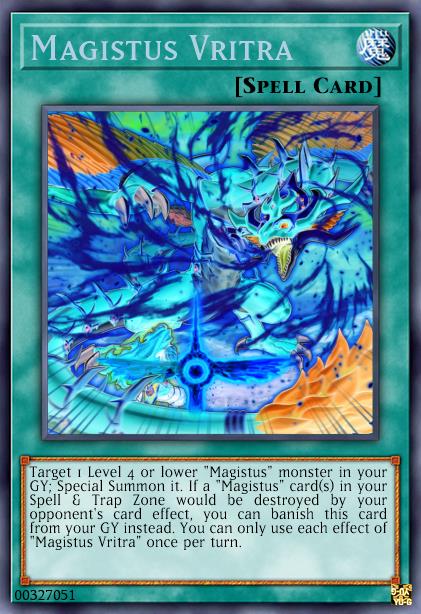 Magistus Vritra
魔
[Spell Card]
Target 1 Level 4 or lower "Magistus" monster in your
GY; Special Summon it. If a "Magistus" card(s) in your
Spell & Trap Zone would be destroyed by your
opponent's card effect, you can banish this card
from your GY instead. You can only use each effect of
"Magistus Vritra" once per turn.
00327051